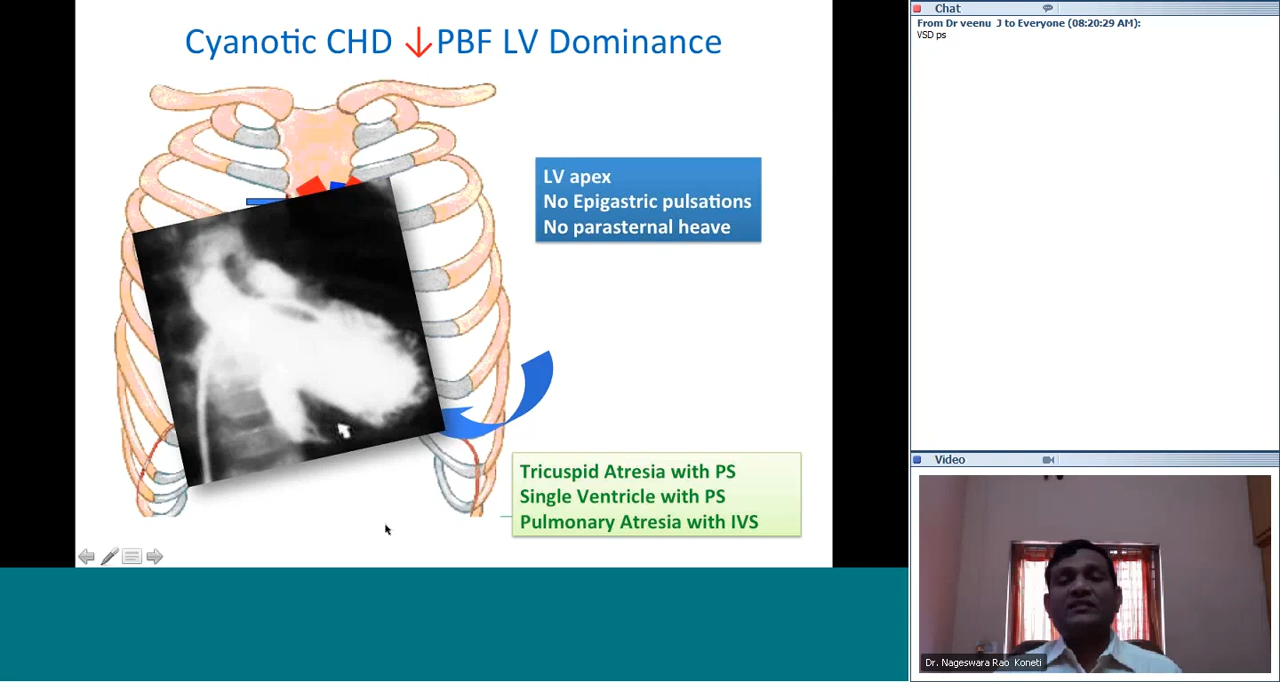 Cyanotic CHD ↓PBF LV Dominance
LV apex
No Epigastric pulsations
No parasternal heave
Tricuspid Atresia with PS
Single Ventricle with PS
Pulmonary Atresia with IVS
Chat
From Dr veenu J to Everyone (08:20:29 AM):
VSD ps
Video
Dr. Nageswara Rao Koneti